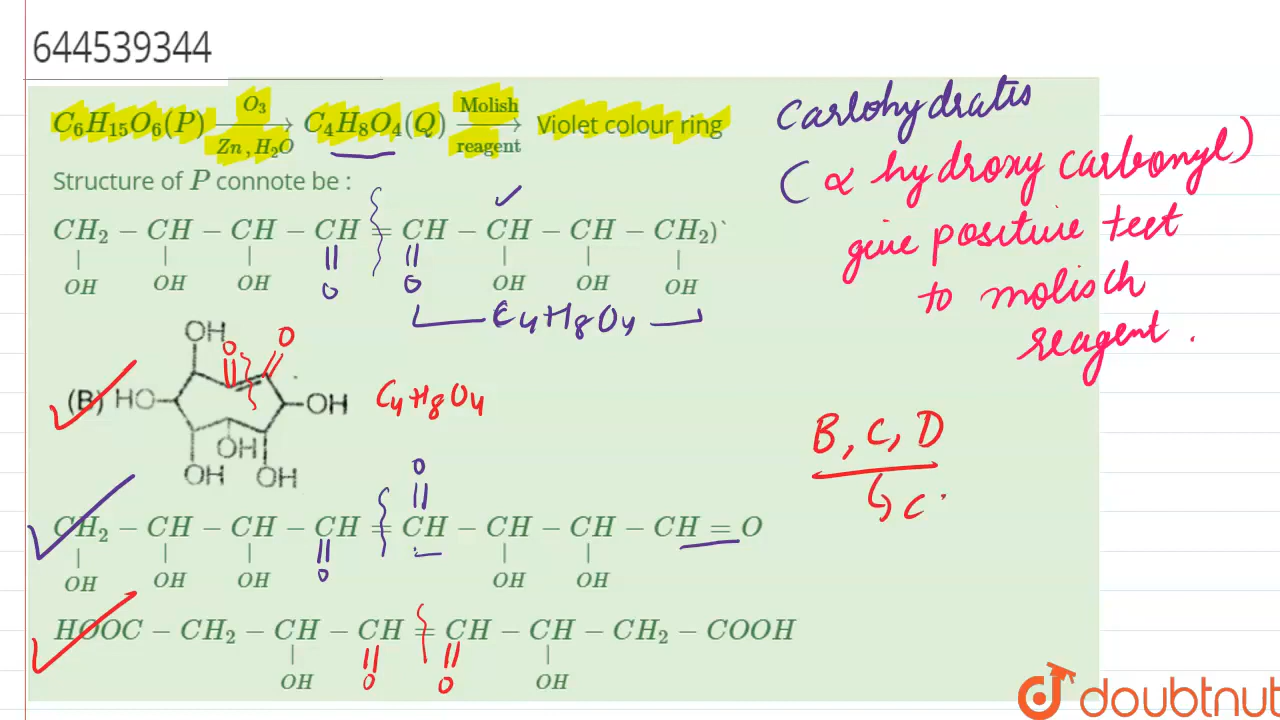 644539344
C₆H₁₅O₆(P) —O₃ / Zn, H₂O→ C₄H₈O₄(Q) —Molish / reagent→ Violet colour ring
Structure of P connote be :
CH₂ − CH − CH − CH = CH − CH − CH − CH₂)`
| | | || || | | |
OH OH OH O O OH OH OH
C₄H₈O₄
OH O O
(B) HO OH C₄H₈O₄
OH
OH OH
O
||
CH₂ − CH − CH − CH = CH − CH − CH − CH = O
| | | || | |
OH OH OH O OH OH
HOOC − CH₂ − CH − CH = CH − CH − CH₂ − COOH
| || || |
OH O O OH
Carbohydrates
(α hydroxy carbonyl)
give positive test
to molisch
reagent.
B, C, D
C.
doubtnut